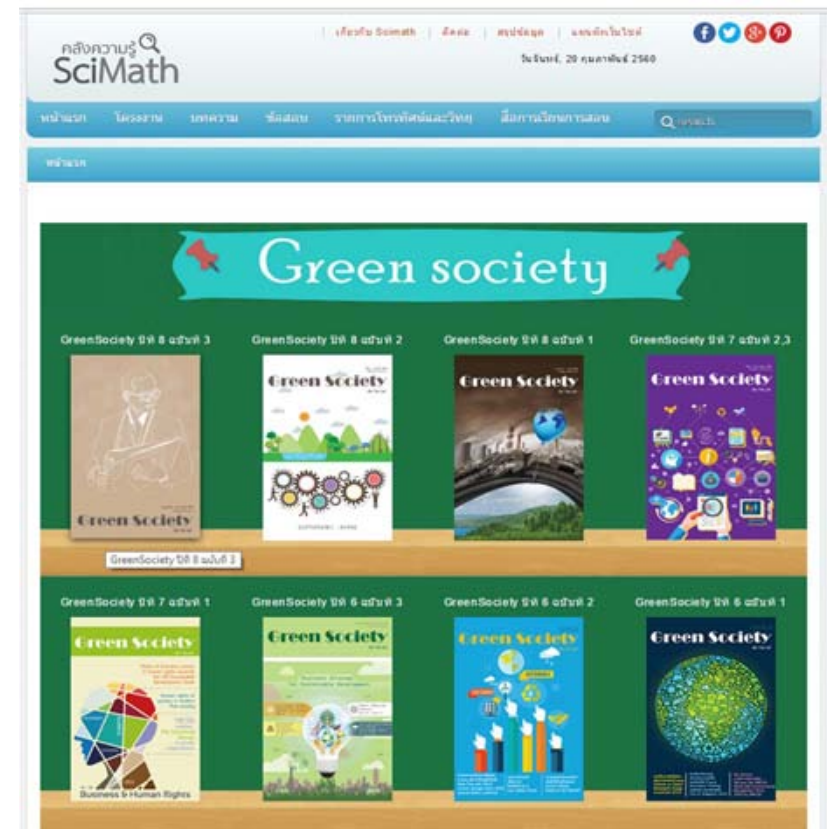 เกี่ยวกับ Scimath | ติดต่อ | สรุปข้อมูล | แผนผังเว็บไซต์
คลังความรู้
SciMath
วันจันทร์, 20 กุมภาพันธ์ 2560
หน้าแรก โครงงาน บทความ ข้อสอบ รายการโทรทัศน์และวิทยุ สื่อการเรียนการสอน
หน้าแรก
Green society
GreenSociety ปีที่ 8 ฉบับที่ 3 GreenSociety ปีที่ 8 ฉบับที่ 2 GreenSociety ปีที่ 8 ฉบับที่ 1 GreenSociety ปีที่ 7 ฉบับที่ 2,3
Green Society Green Society Green Society
Green Society
GreenSociety ปีที่ 8 ฉบับที่ 3
GreenSociety ปีที่ 7 ฉบับที่ 1 GreenSociety ปีที่ 6 ฉบับที่ 3 GreenSociety ปีที่ 6 ฉบับที่ 2 GreenSociety ปีที่ 6 ฉบับที่ 1
Green Society Green Society Green Society Green Society
Business & Human Rights